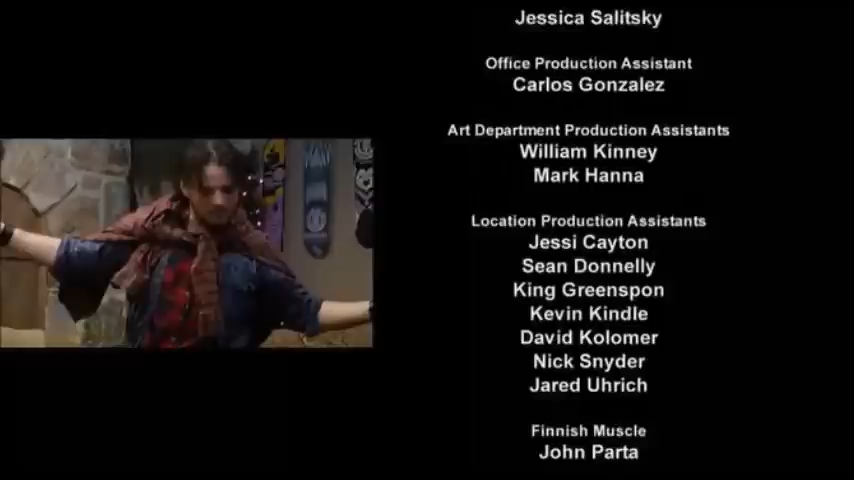 Jessica Salitsky
Office Production Assistant
Carlos Gonzalez
Art Department Production Assistants
William Kinney
Mark Hanna
Location Production Assistants
Jessi Cayton
Sean Donnelly
King Greenspon
Kevin Kindle
David Kolomer
Nick Snyder
Jared Uhrich
Finnish Muscle
John Parta